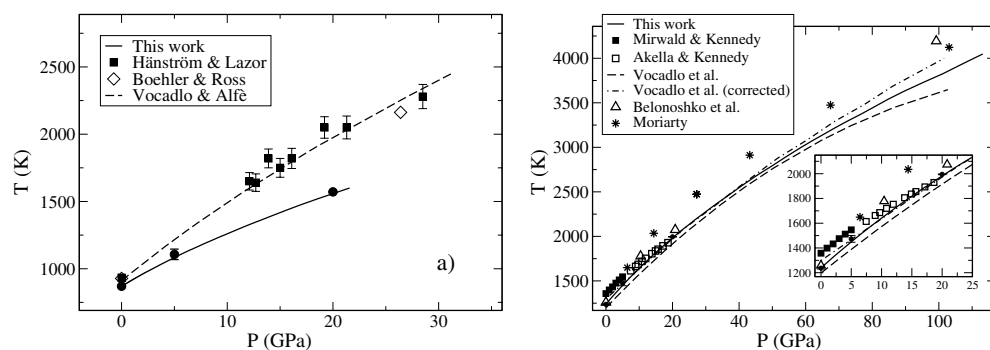 This work
Hänström & Lazor
Boehler & Ross
Vocadlo & Alfè
2500
2000
1500
1000
T (K)
a)
0
10
20
30
P (GPa)
This work
Mirwald & Kennedy
Akella & Kennedy
Vocadlo et al.
Vocadlo et al. (corrected)
Belonoshko et al.
Moriarty
4000
3500
3000
2500
2000
1500
T (K)
2000
1800
1600
1400
1200
0
5
10
15
20
25
0
20
40
60
80
100
P (GPa)